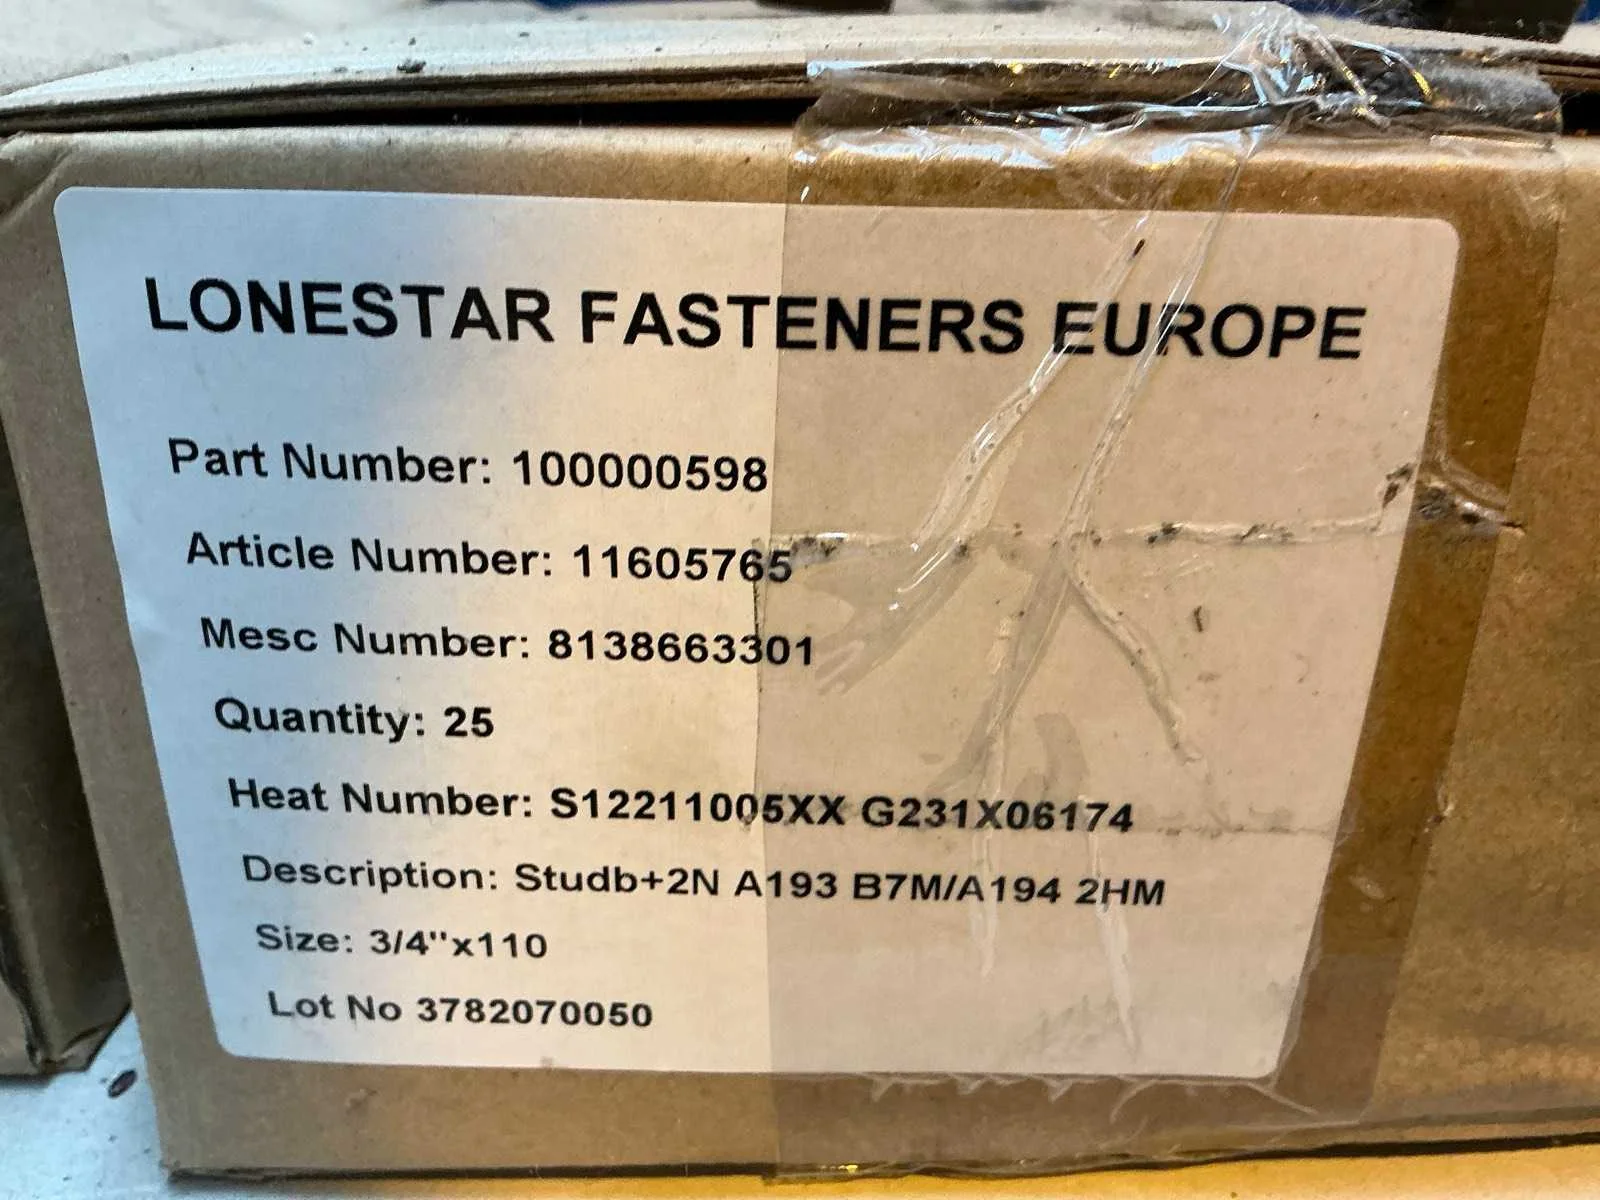 LONESTAR FASTENERS EUROPE
Part Number: 100000598
Article Number: 11605765
Mesc Number: 8138663301
Quantity: 25
Heat Number: S12211005XX G231X06174
Description: Studb+2N A193 B7M/A194 2HM
Size: 3/4"x110
Lot No 3782070050